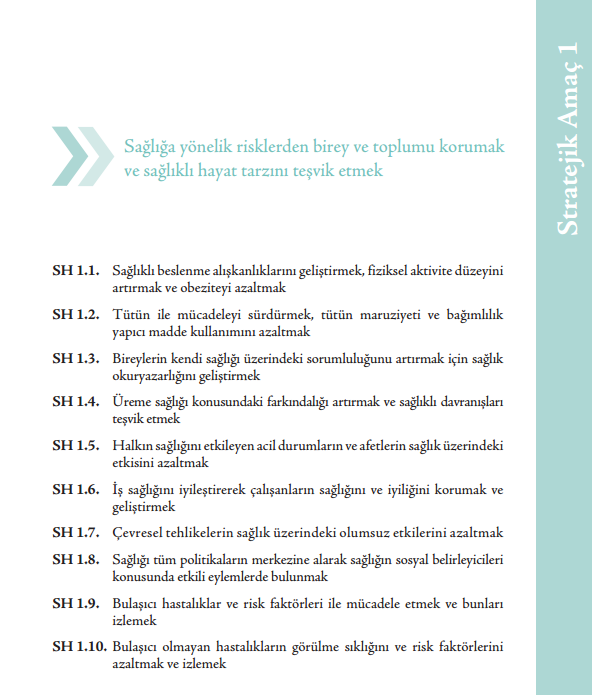 Stratejik Amaç 1
Sağlığa yönelik risklerden birey ve toplumu korumak
ve sağlıklı hayat tarzını teşvik etmek
SH 1.1. Sağlıklı beslenme alışkanlıklarını geliştirmek, fiziksel aktivite düzeyini
artırmak ve obeziteyi azaltmak
SH 1.2. Tütün ile mücadeleyi sürdürmek, tütün maruziyeti ve bağımlılık
yapıcı madde kullanımını azaltmak
SH 1.3. Bireylerin kendi sağlığı üzerindeki sorumluluğunu artırmak için sağlık
okuryazarlığını geliştirmek
SH 1.4. Üreme sağlığı konusundaki farkındalığı artırmak ve sağlıklı davranışları
teşvik etmek
SH 1.5. Halkın sağlığını etkileyen acil durumların ve afetlerin sağlık üzerindeki
etkisini azaltmak
SH 1.6. İş sağlığını iyileştirerek çalışanların sağlığını ve iyiliğini korumak ve
geliştirmek
SH 1.7. Çevresel tehlikelerin sağlık üzerindeki olumsuz etkilerini azaltmak
SH 1.8. Sağlığı tüm politikaların merkezine alarak sağlığın sosyal belirleyicileri
konusunda etkili eylemlerde bulunmak
SH 1.9. Bulaşıcı hastalıklar ve risk faktörleri ile mücadele etmek ve bunları
izlemek
SH 1.10. Bulaşıcı olmayan hastalıkların görülme sıklığını ve risk faktörlerini
azaltmak ve izlemek